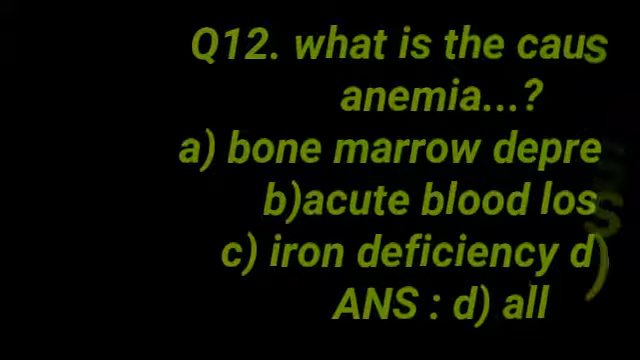 Q12. what is the caus
anemia...?
a) bone marrow depre
b)acute blood los
c) iron deficiency d)
ANS : d) all